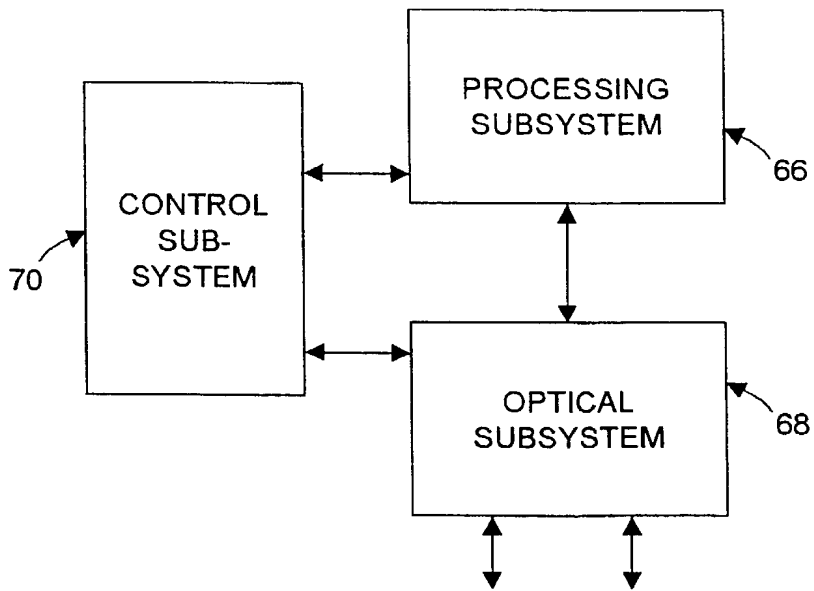 PROCESSING
SUBSYSTEM
66
CONTROL
SUB-
SYSTEM
70
OPTICAL
SUBSYSTEM
68